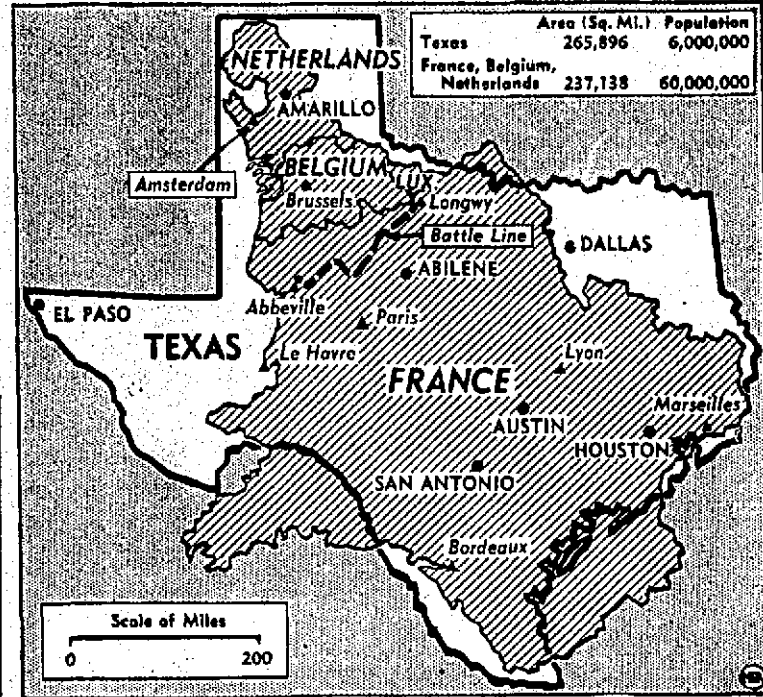 Area (Sq. Mi.) Population
Texas 265,896 6,000,000
France, Belgium,
Netherlands 237,138 60,000,000
NETHERLANDS
AMARILLO
Amsterdam
BELGIUM
LUX.
Brussels
Longwy
Battle Line
DALLAS
ABILENE
EL PASO
Abbeville
Paris
TEXAS
Le Havre
Lyon
FRANCE
Marseilles
AUSTIN
HOUSTON
SAN ANTONIO
Bordeaux
Scale of Miles
0 200